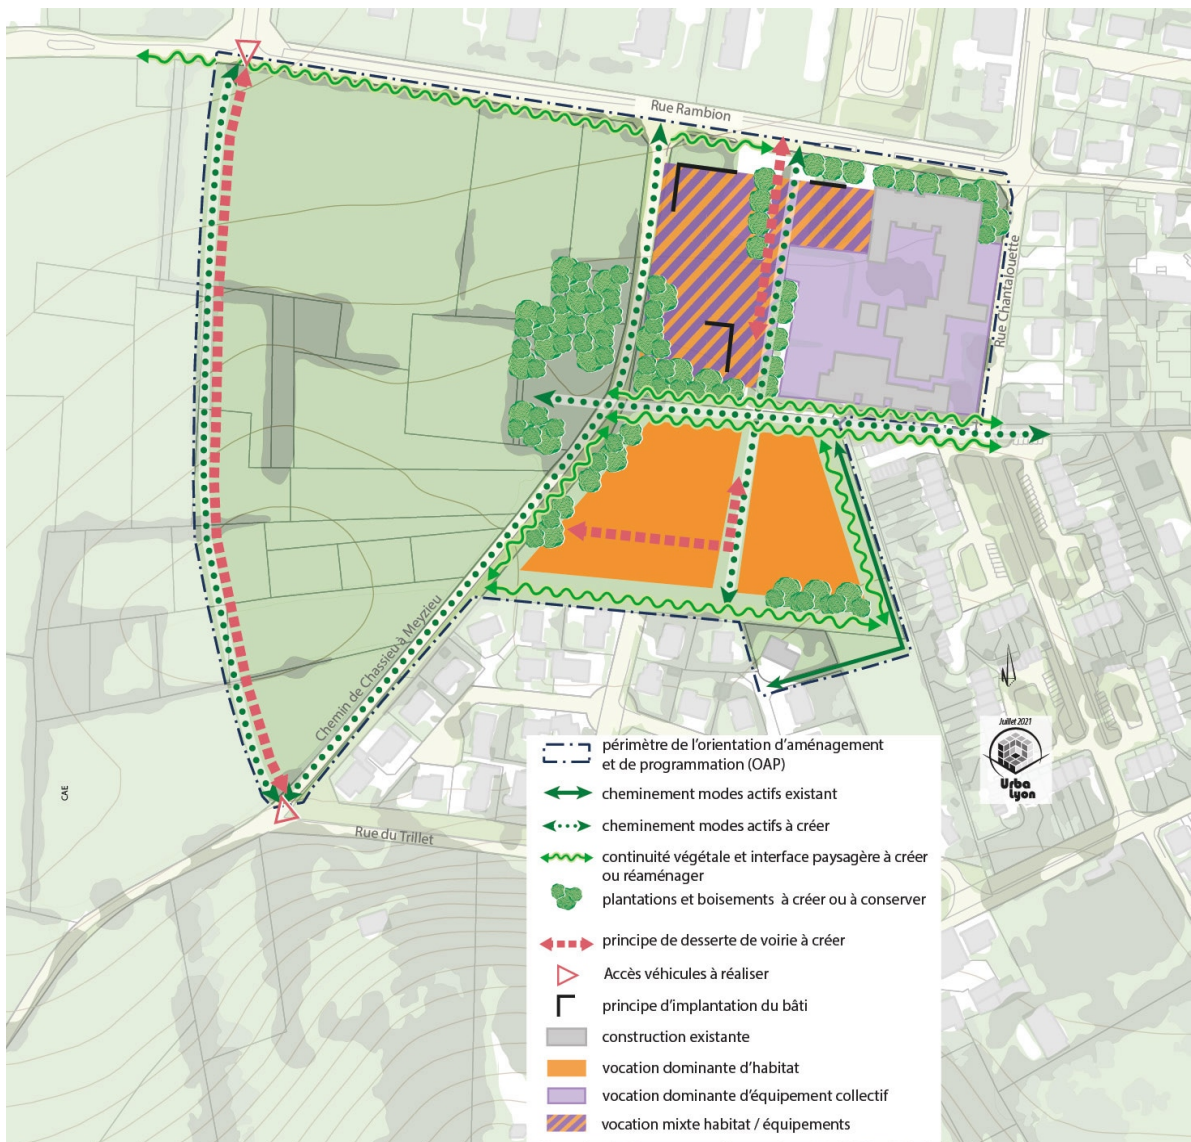 Rue Rambion
Rue Chantalouette
Chemin de Chassieu à Meyzieu
Rue du Trillet
CAE
Juillet 2021
Urba
Lyon
périmètre de l'orientation d'aménagement
et de programmation (OAP)
cheminement modes actifs existant
cheminement modes actifs à créer
continuité végétale et interface paysagère à créer
ou réaménager
plantations et boisements à créer ou à conserver
principe de desserte de voirie à créer
Accès véhicules à réaliser
principe d'implantation du bâti
construction existante
vocation dominante d'habitat
vocation dominante d'équipement collectif
vocation mixte habitat / équipements